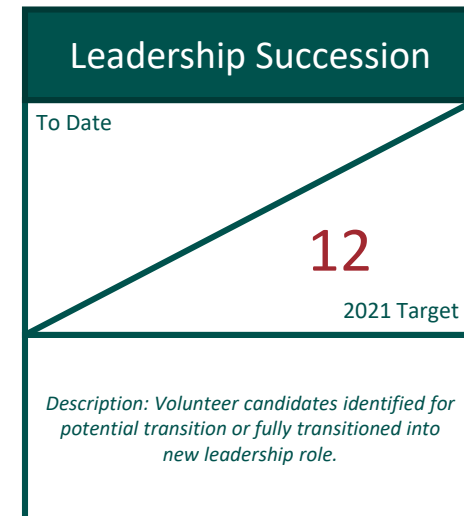 Leadership Succession
To Date
12
2021 Target
Description: Volunteer candidates identified for
potential transition or fully transitioned into
new leadership role.